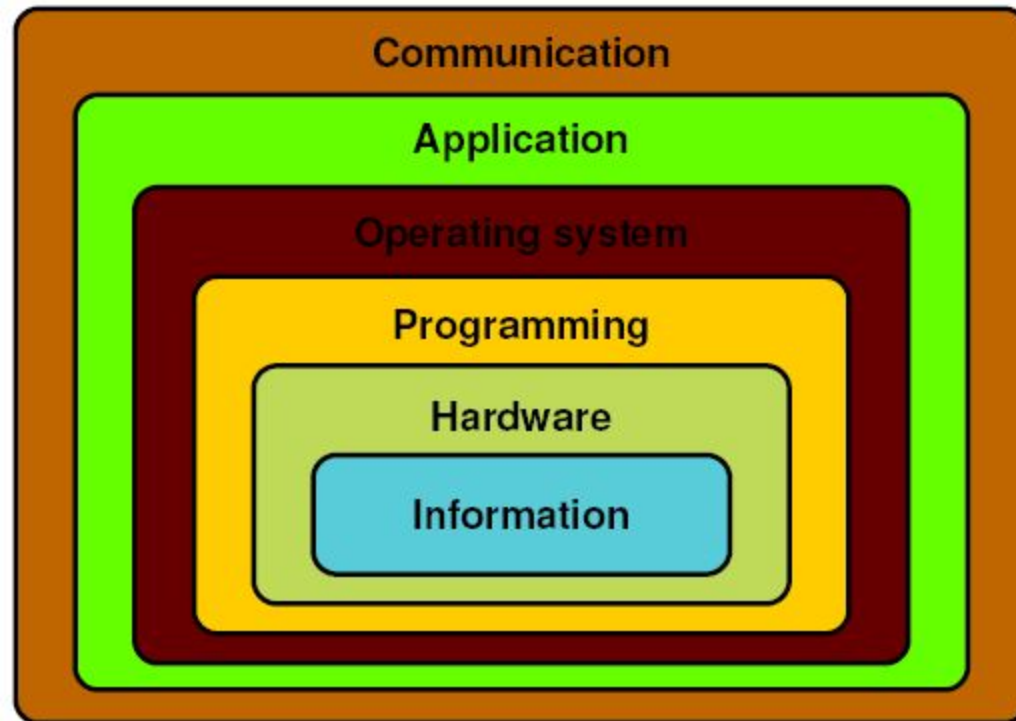 Communication
Application
Operating system
Programming
Hardware
Information